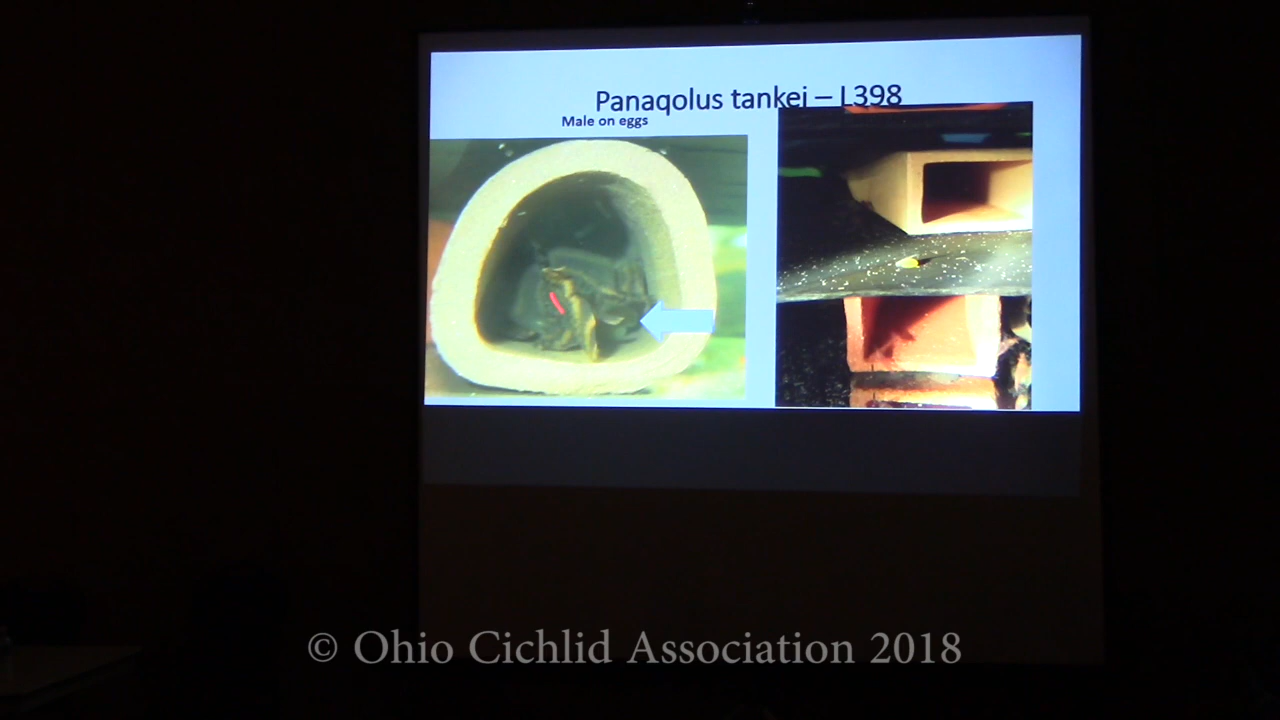 Panaqolus tankei – L398
Male on eggs
© Ohio Cichlid Association 2018